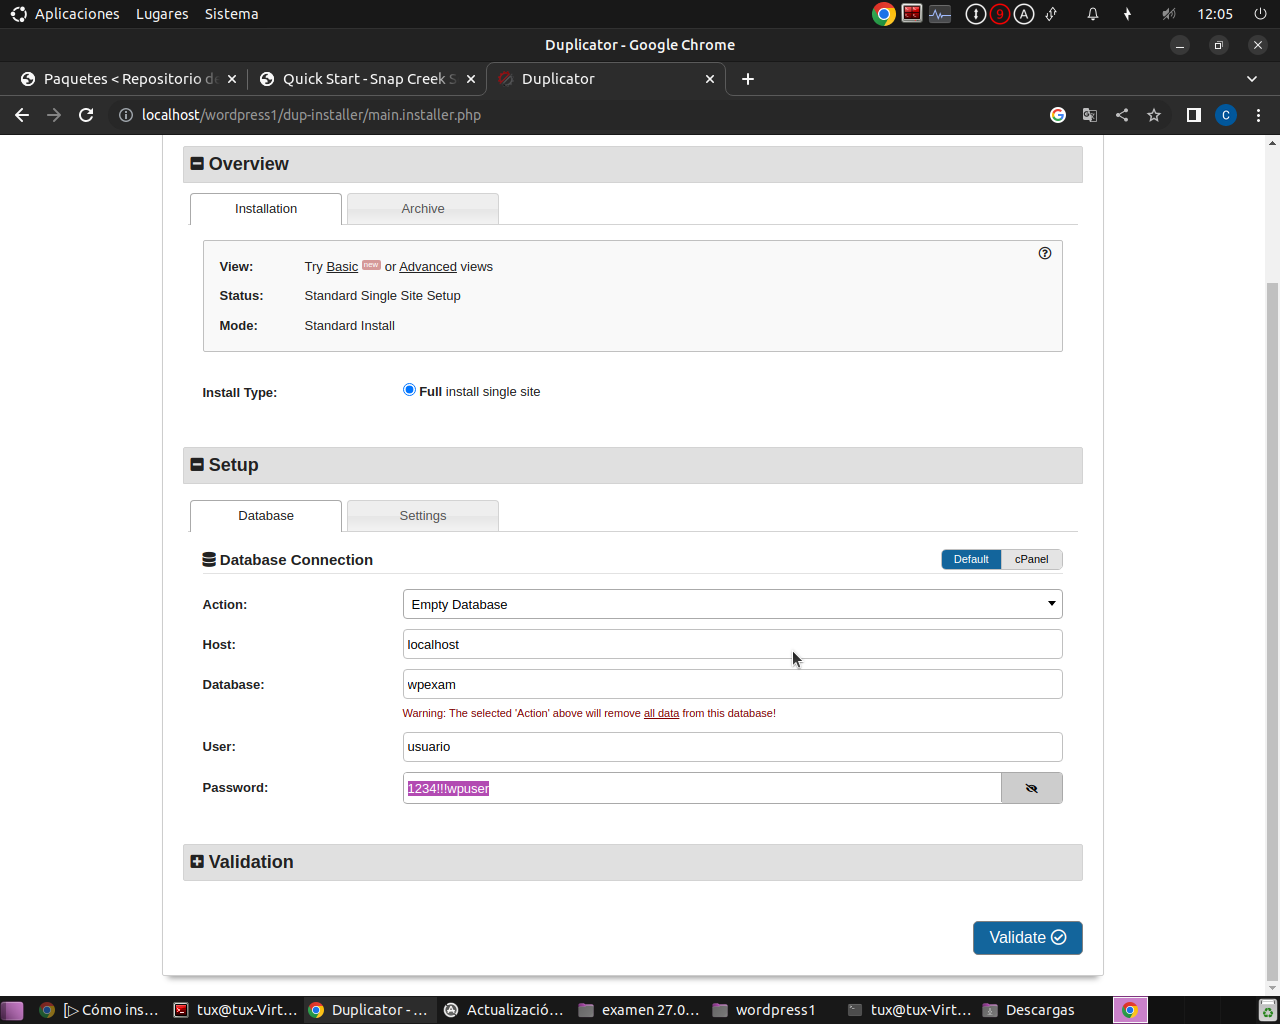 Aplicaciones Lugares Sistema 9 A 12:05
Duplicator - Google Chrome
Paquetes < Repositorio de Quick Start - Snap Creek S Duplicator
localhost/wordpress1/dup-installer/main.installer.php C
Overview
Installation Archive
View: Try Basic new or Advanced views
Status: Standard Single Site Setup
Mode: Standard Install
Install Type: Full install single site
Setup
Database Settings
Database Connection Default cPanel
Action: Empty Database
Host: localhost
Database: wpexam
Warning: The selected 'Action' above will remove all data from this database!
User: usuario
Password: 1234!!!wpuser
Validation
Validate
[▷ Cómo ins... tux@tux-Virt... Duplicator - ... Actualizació... examen 27.0... wordpress1 tux@tux-Virt... Descargas